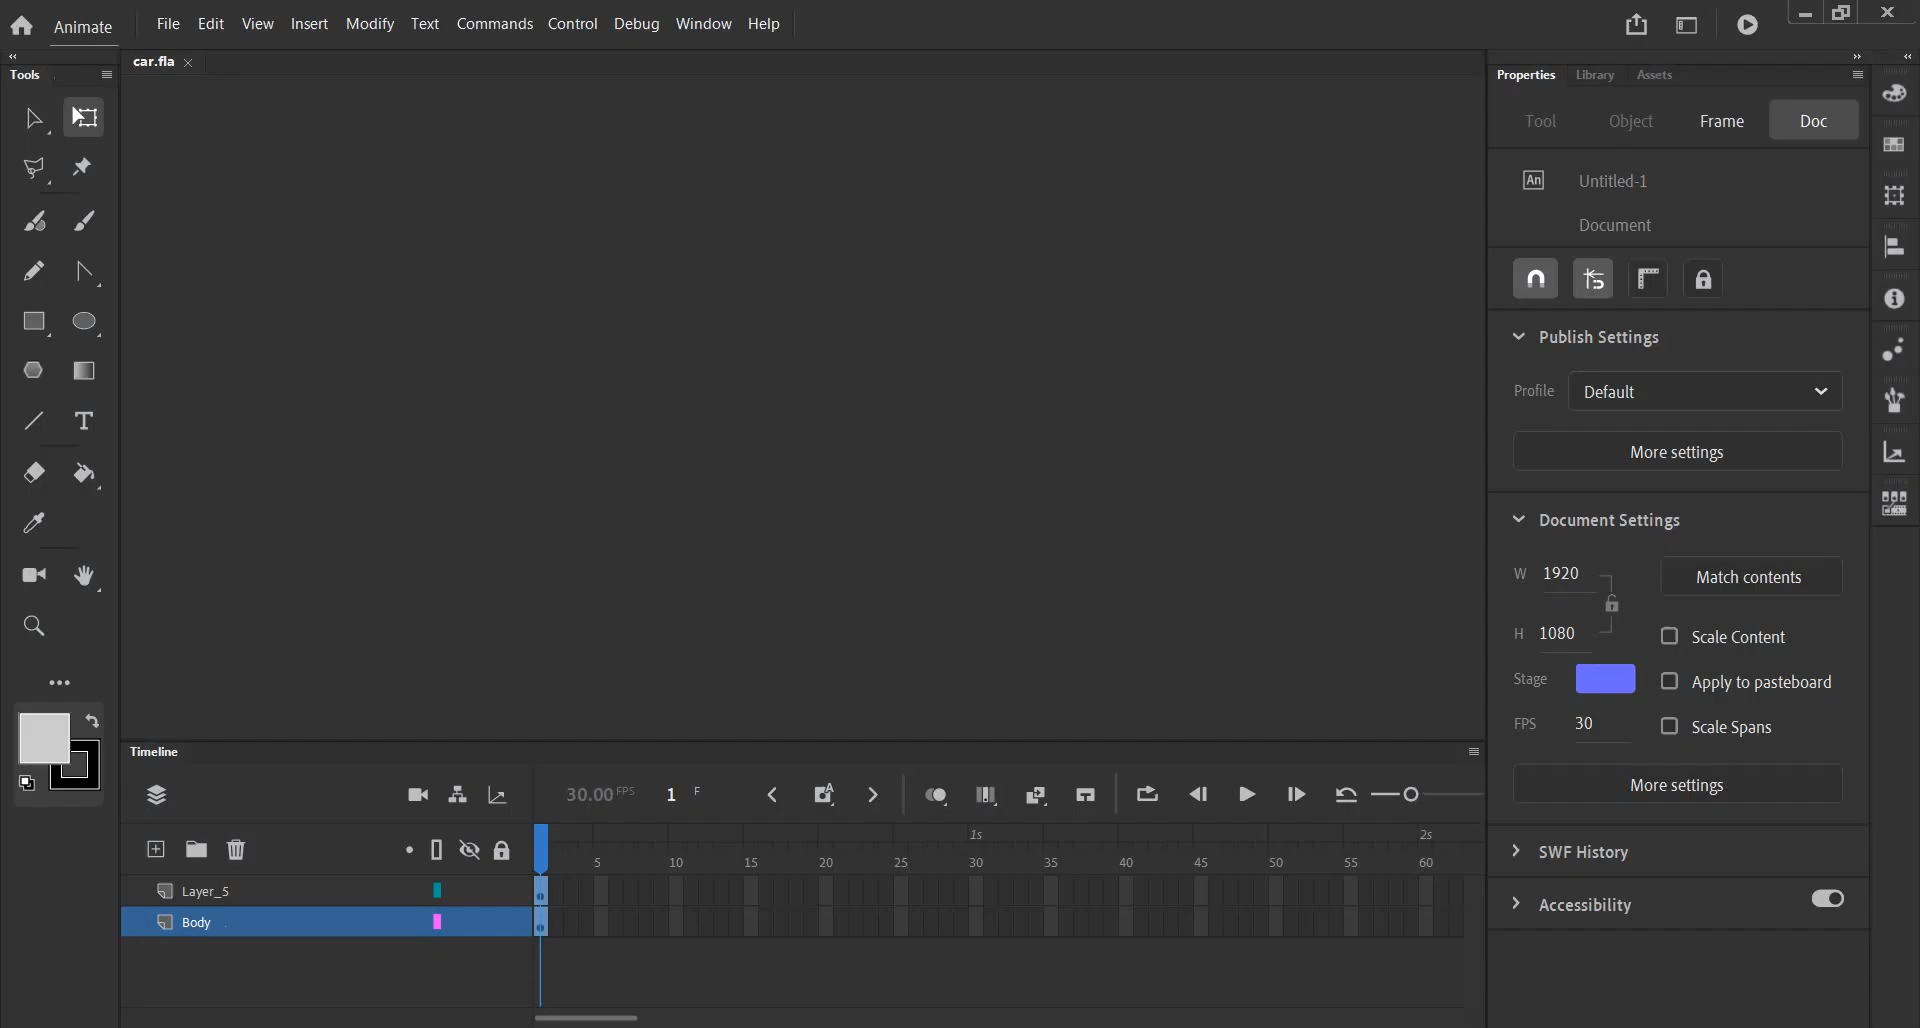 Animate
File Edit View Insert Modify Text Commands Control Debug Window Help
car.fla
Tools
Properties Library Assets
Tool Object Frame Doc
An Untitled-1
Document
Publish Settings
Profile Default
More settings
Document Settings
W 1920 Match contents
H 1080 Scale Content
Stage Apply to pasteboard
FPS 30 Scale Spans
More settings
SWF History
Accessibility
Timeline
30.00 FPS 1 F
1s 2s
5 10 15 20 25 30 35 40 45 50 55 60
Layer_5
Body